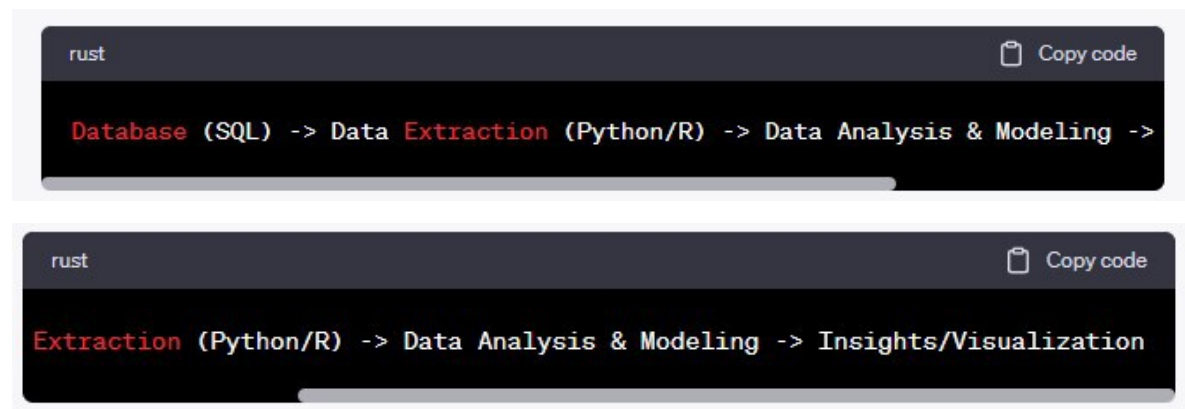 rust Copy code
Database (SQL) -> Data Extraction (Python/R) -> Data Analysis & Modeling ->
rust Copy code
Extraction (Python/R) -> Data Analysis & Modeling -> Insights/Visualization